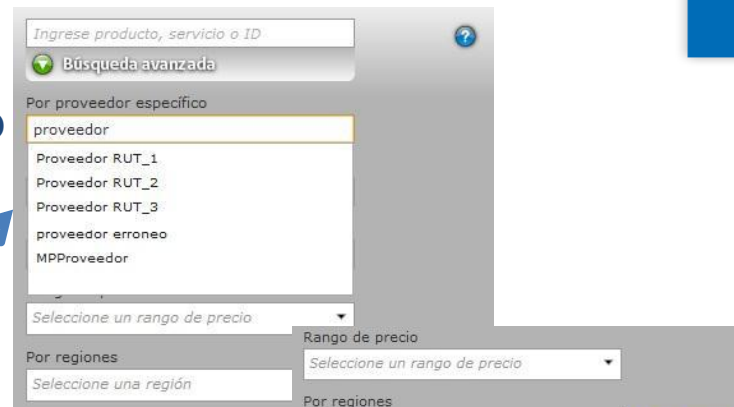 Ingrese producto, servicio o ID
Búsqueda avanzada
Por proveedor específico
proveedor
Proveedor RUT_1
Proveedor RUT_2
Proveedor RUT_3
proveedor erroneo
MPProveedor
Seleccione un rango de precio
Por regiones
Seleccione una región
Rango de precio
Seleccione un rango de precio
Por regiones